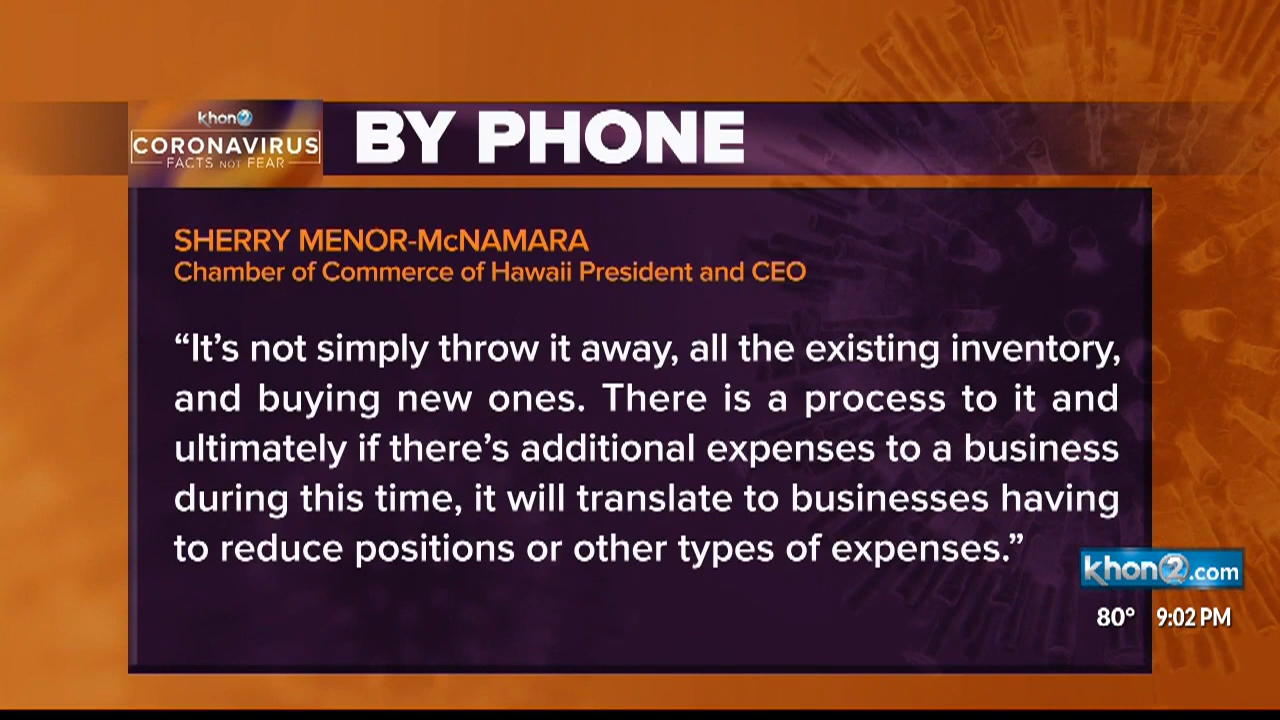 khon2
CORONAVIRUS
FACTS NOT FEAR
BY PHONE
SHERRY MENOR-McNAMARA
Chamber of Commerce of Hawaii President and CEO
“It’s not simply throw it away, all the existing inventory,
and buying new ones. There is a process to it and
ultimately if there’s additional expenses to a business
during this time, it will translate to businesses having
to reduce positions or other types of expenses.”
khon2.com
80° 9:02 PM